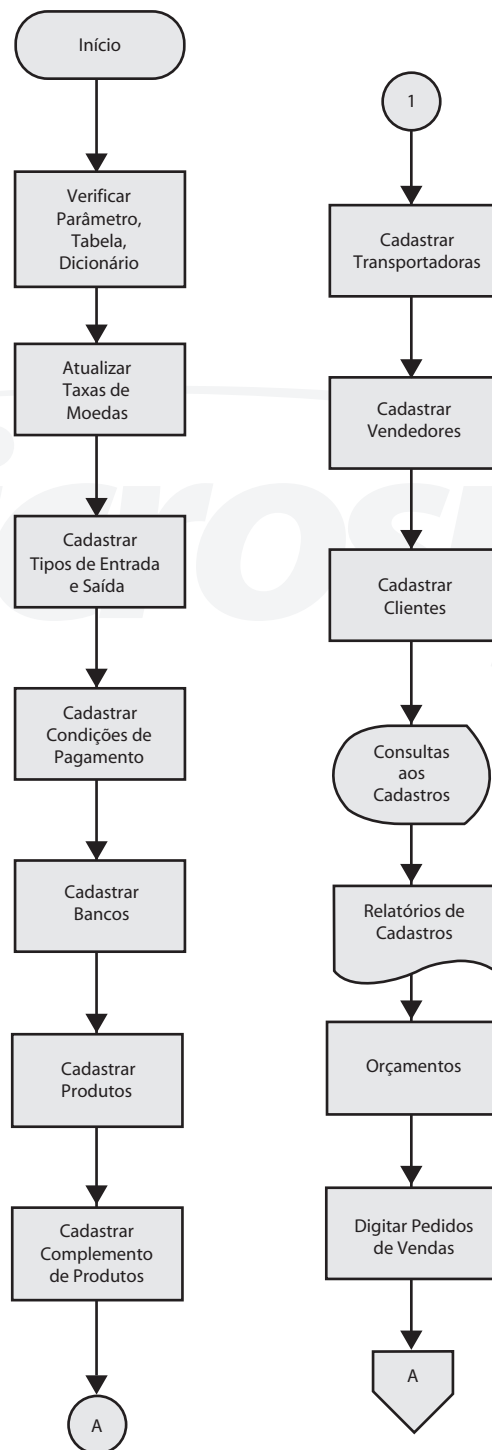 Início
Verificar
Parâmetro,
Tabela,
Dicionário
Atualizar
Taxas de
Moedas
Cadastrar
Tipos de Entrada
e Saída
Cadastrar
Condições de
Pagamento
Cadastrar
Bancos
Cadastrar
Produtos
Cadastrar
Complemento
de Produtos
A
1
Cadastrar
Transportadoras
Cadastrar
Vendedores
Cadastrar
Clientes
Consultas
aos
Cadastros
Relatórios de
Cadastros
Orçamentos
Digitar Pedidos
de Vendas
A